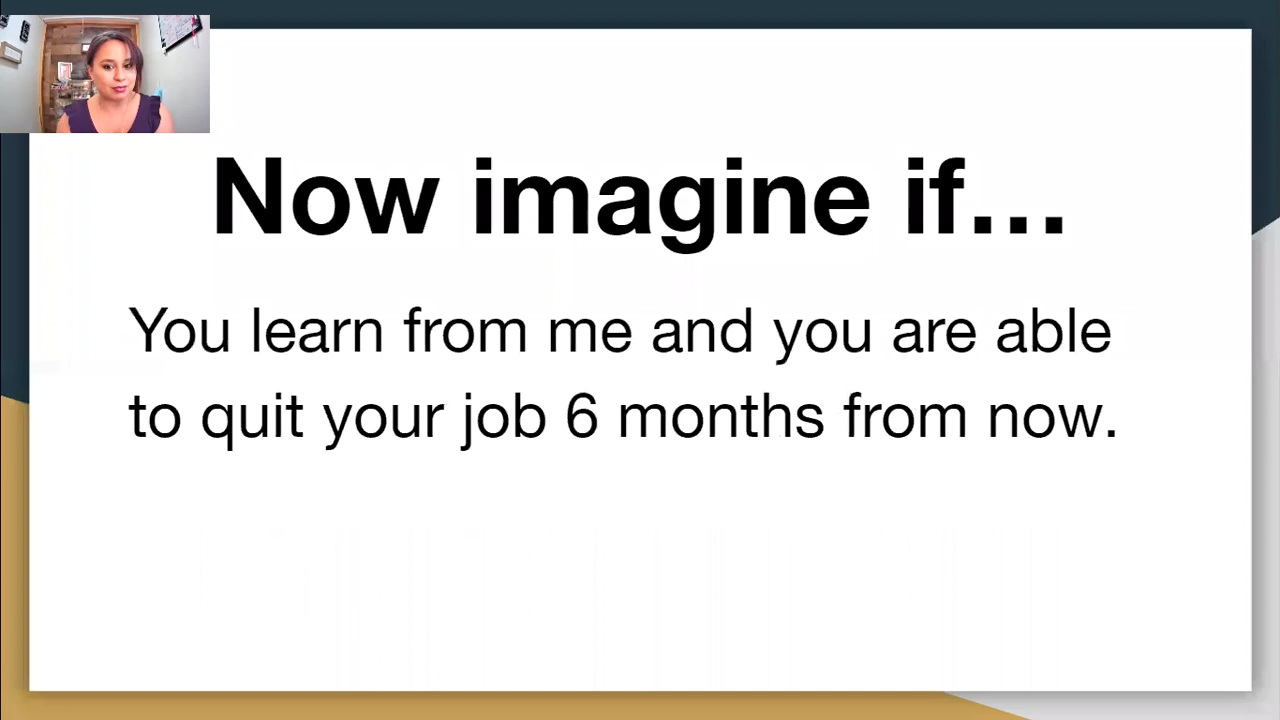 Now imagine if…
You learn from me and you are able
to quit your job 6 months from now.